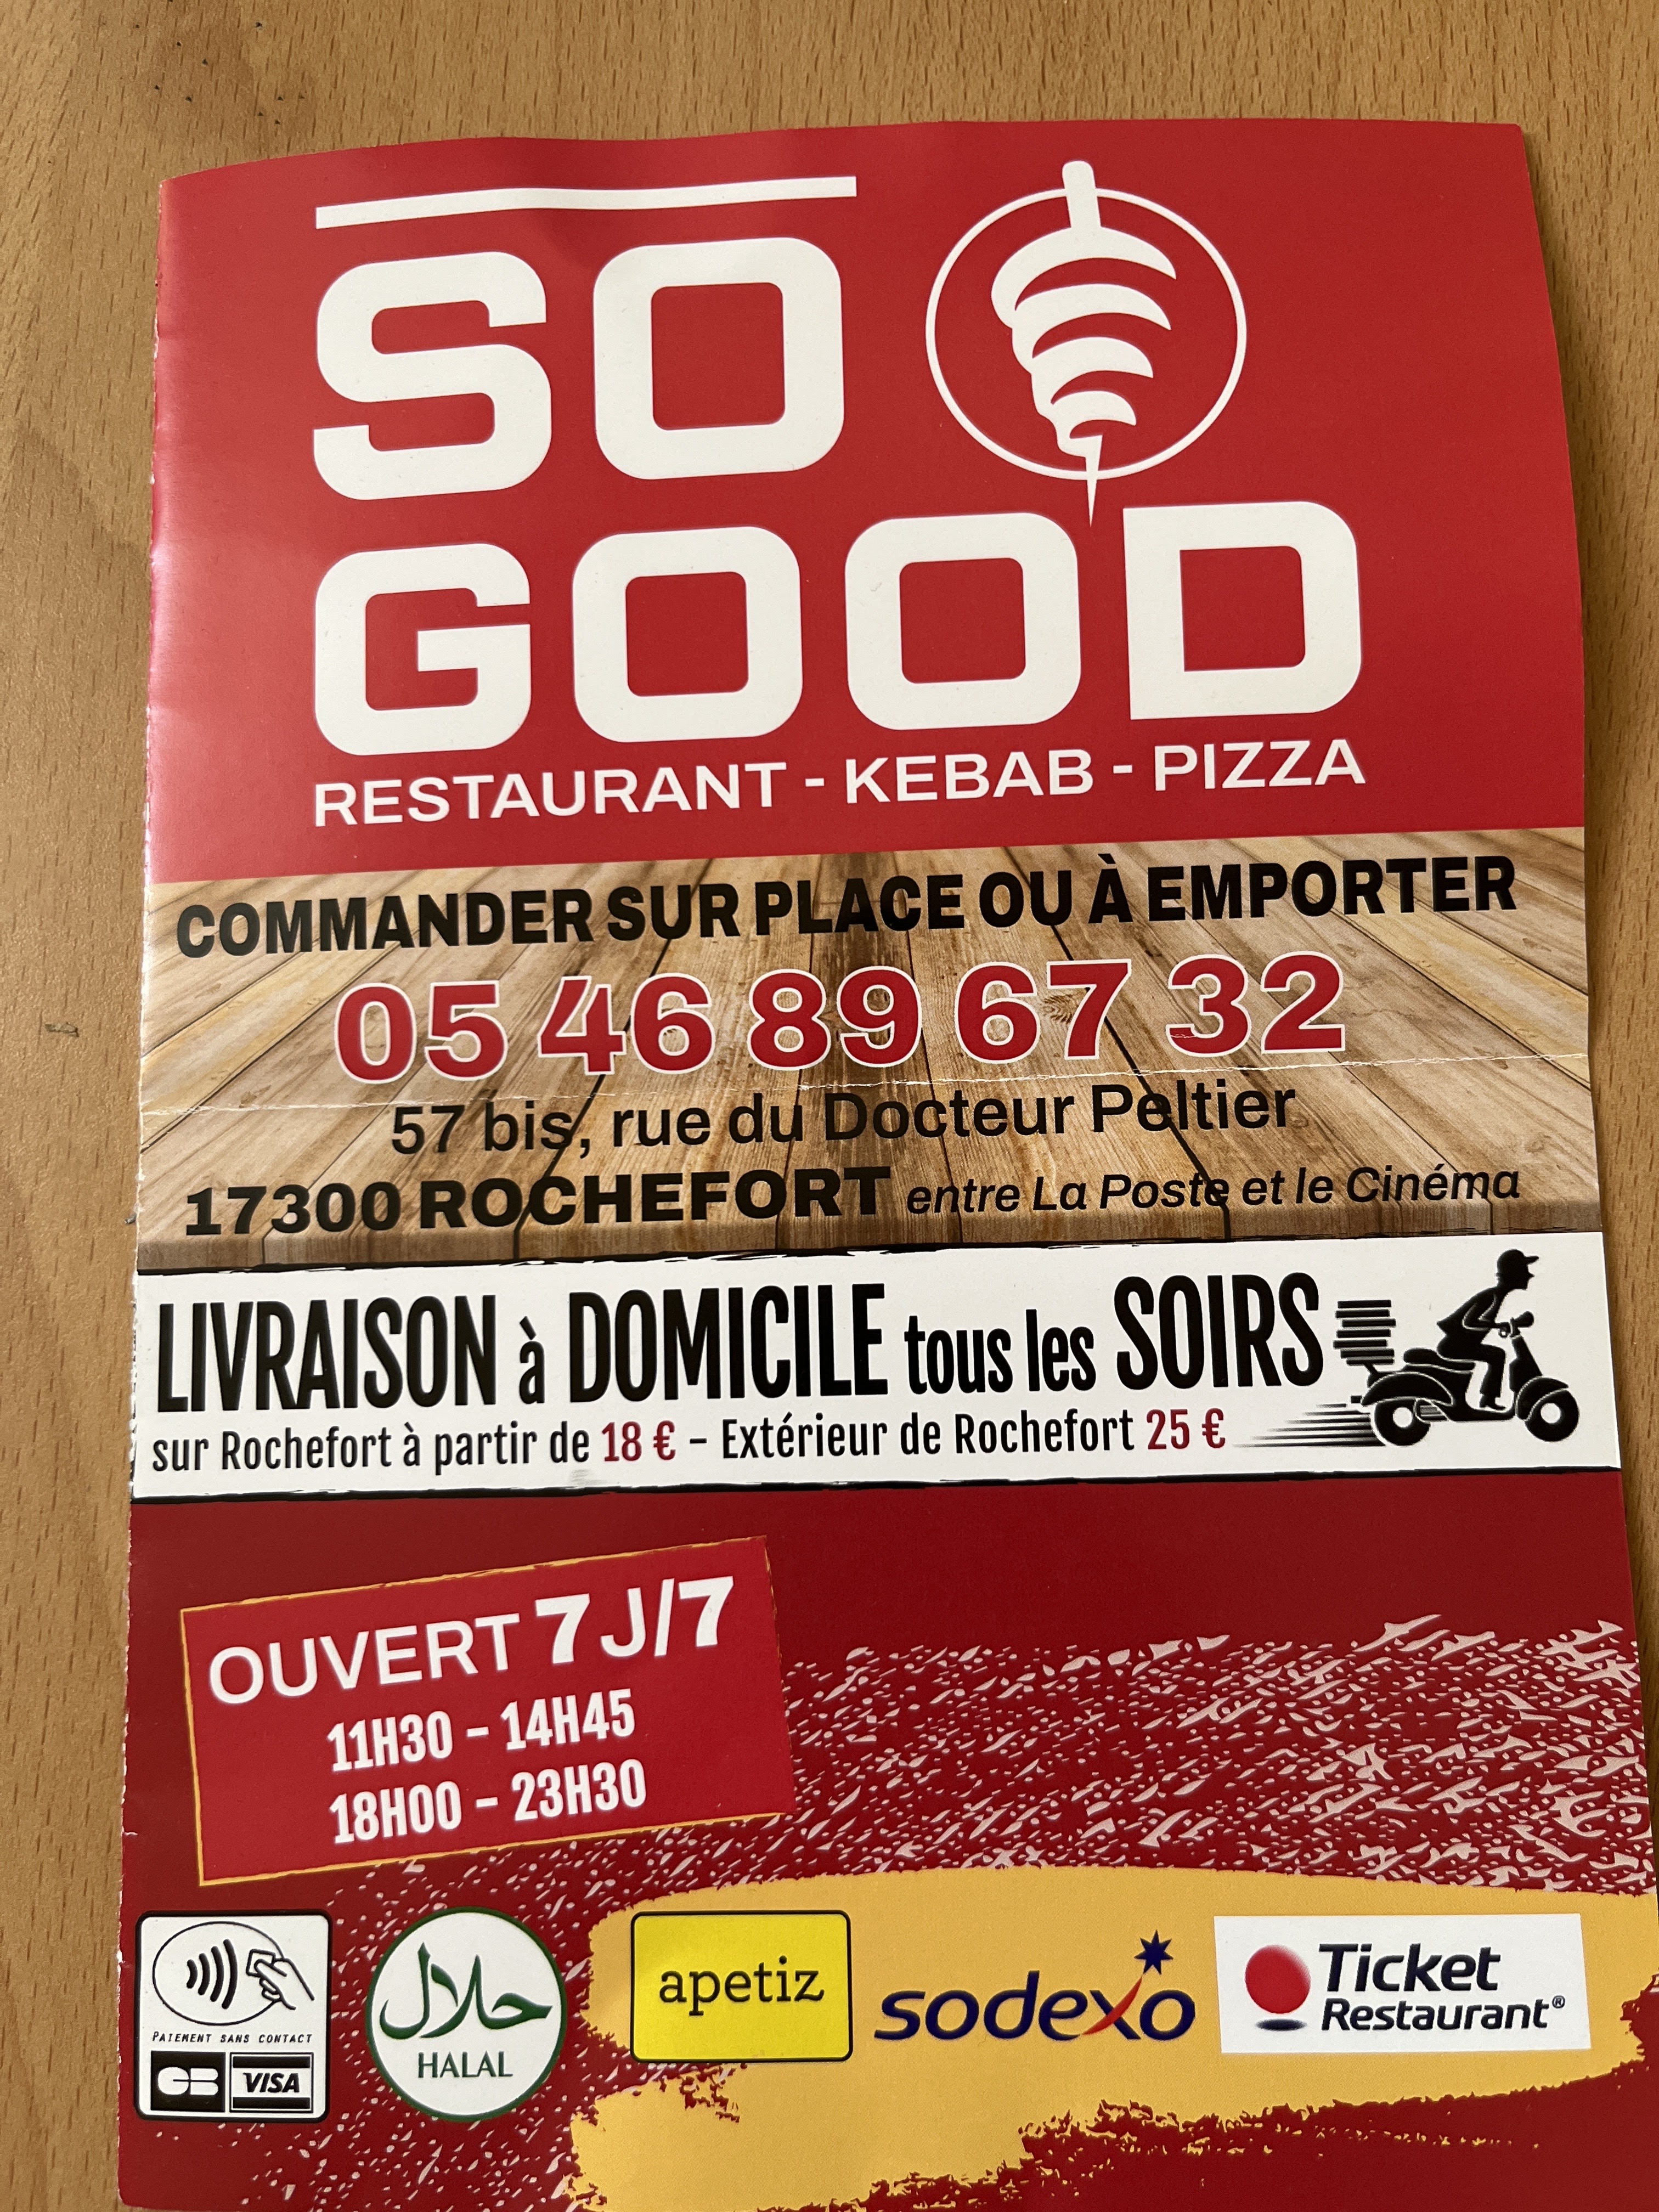 SO
GOOD
RESTAURANT - KEBAB - PIZZA
COMMANDER SUR PLACE OU À EMPORTER
05 46 89 67 32
57 bis, rue du Docteur Peltier
17300 ROCHEFORT entre La Poste et le Cinéma
LIVRAISON à DOMICILE tous les SOIRS
sur Rochefort à partir de 18 € - Extérieur de Rochefort 25 €
OUVERT 7J/7
11H30 - 14H45
18H00 - 23H30
PAIEMENT SANS CONTACT
CB VISA
حلال
HALAL
apetiz
sodexo
Ticket
Restaurant®